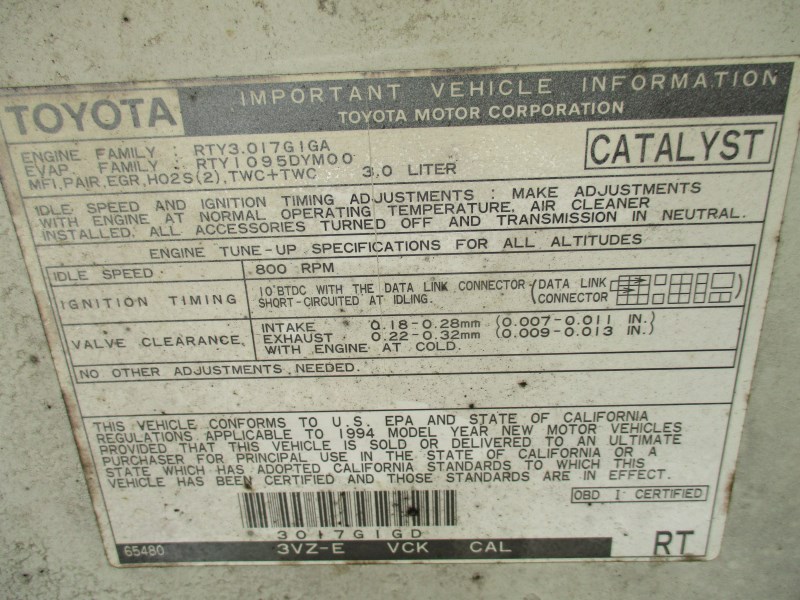 TOYOTA
IMPORTANT VEHICLE INFORMATION
TOYOTA MOTOR CORPORATION
ENGINE FAMILY : RTY3.0I7GIGA
EVAP. FAMILY : RTY1095DYM00
MFI,PAIR,EGR,HO2S(2),TWC+TWC 3.0 LITER
CATALYST
IDLE SPEED AND IGNITION TIMING ADJUSTMENTS : MAKE ADJUSTMENTS
WITH ENGINE AT NORMAL OPERATING TEMPERATURE, AIR CLEANER
INSTALLED. ALL ACCESSORIES TURNED OFF AND TRANSMISSION IN NEUTRAL.
ENGINE TUNE-UP SPECIFICATIONS FOR ALL ALTITUDES
IDLE SPEED 800 RPM
IGNITION TIMING
10°BTDC WITH THE DATA LINK CONNECTOR
SHORT-CIRCUITED AT IDLING.
(DATA LINK
CONNECTOR )
VALVE CLEARANCE
INTAKE 0.18-0.28mm (0.007-0.011 IN.)
EXHAUST 0.22-0.32mm (0.009-0.013 IN.)
WITH ENGINE AT COLD.
NO OTHER ADJUSTMENTS NEEDED.
THIS VEHICLE CONFORMS TO U.S. EPA AND STATE OF CALIFORNIA
REGULATIONS APPLICABLE TO 1994 MODEL YEAR NEW MOTOR VEHICLES
PROVIDED THAT THIS VEHICLE IS SOLD OR DELIVERED TO AN ULTIMATE
PURCHASER FOR PRINCIPAL USE IN THE STATE OF CALIFORNIA OR A
STATE WHICH HAS ADOPTED CALIFORNIA STANDARDS TO WHICH THIS
VEHICLE HAS BEEN CERTIFIED AND THOSE STANDARDS ARE IN EFFECT.
OBD I CERTIFIED
3017GIGD
65480 3VZ-E VCK CAL
RT